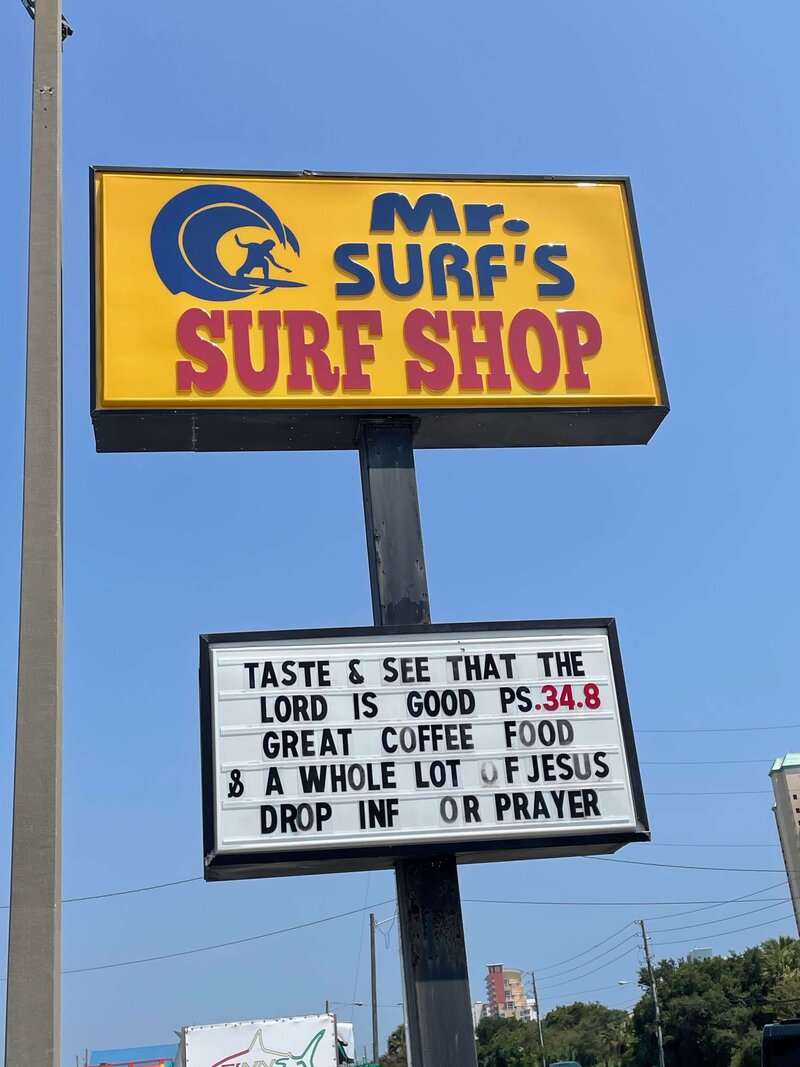 Mr.
SURF'S
SURF SHOP
TASTE & SEE THAT THE
LORD IS GOOD PS.34.8
GREAT COFFEE FOOD
& A WHOLE LOT OF JESUS
DROP INF OR PRAYER